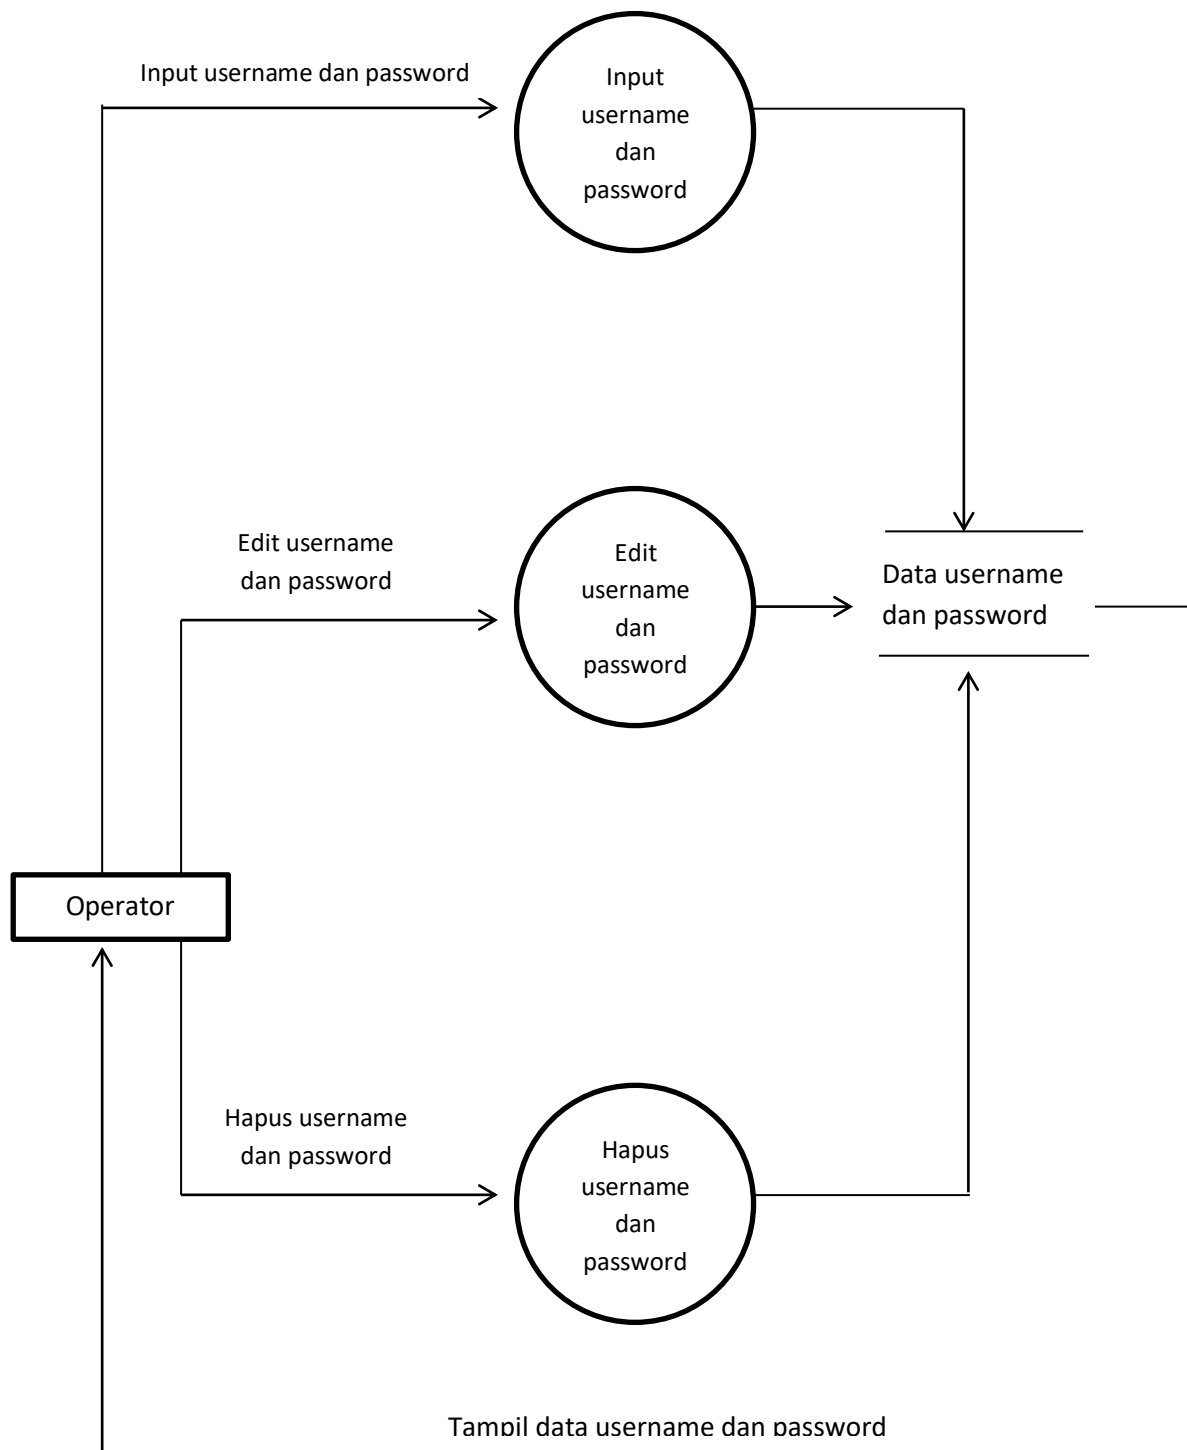 Input username dan password
Input
username
dan
password
Edit username
dan password
Edit
username
dan
password
Data username
dan password
Operator
Hapus username
dan password
Hapus
username
dan
password
Tampil data username dan password